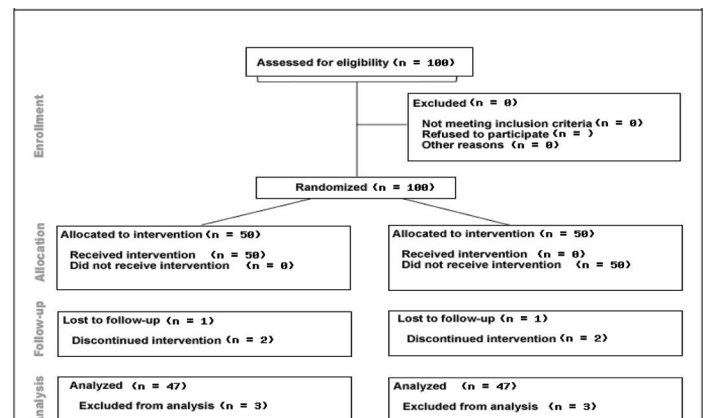 Assessed for eligibility (n = 100)
Enrollment
Excluded (n = 0)
Not meeting inclusion criteria (n = 0)
Refused to participate (n = )
Other reasons (n = 0)
Randomized (n = 100)
Allocation
Allocated to intervention (n = 50)
Received intervention (n = 50)
Did not receive intervention (n = 0)
Allocated to intervention (n = 50)
Received intervention (n = 0)
Did not receive intervention (n = 50)
Follow-up
Lost to follow-up (n = 1)
Discontinued intervention (n = 2)
Lost to follow-up (n = 1)
Discontinued intervention (n = 2)
nalysis
Analyzed (n = 47)
Excluded from analysis (n = 3)
Analyzed (n = 47)
Excluded from analysis (n = 3)